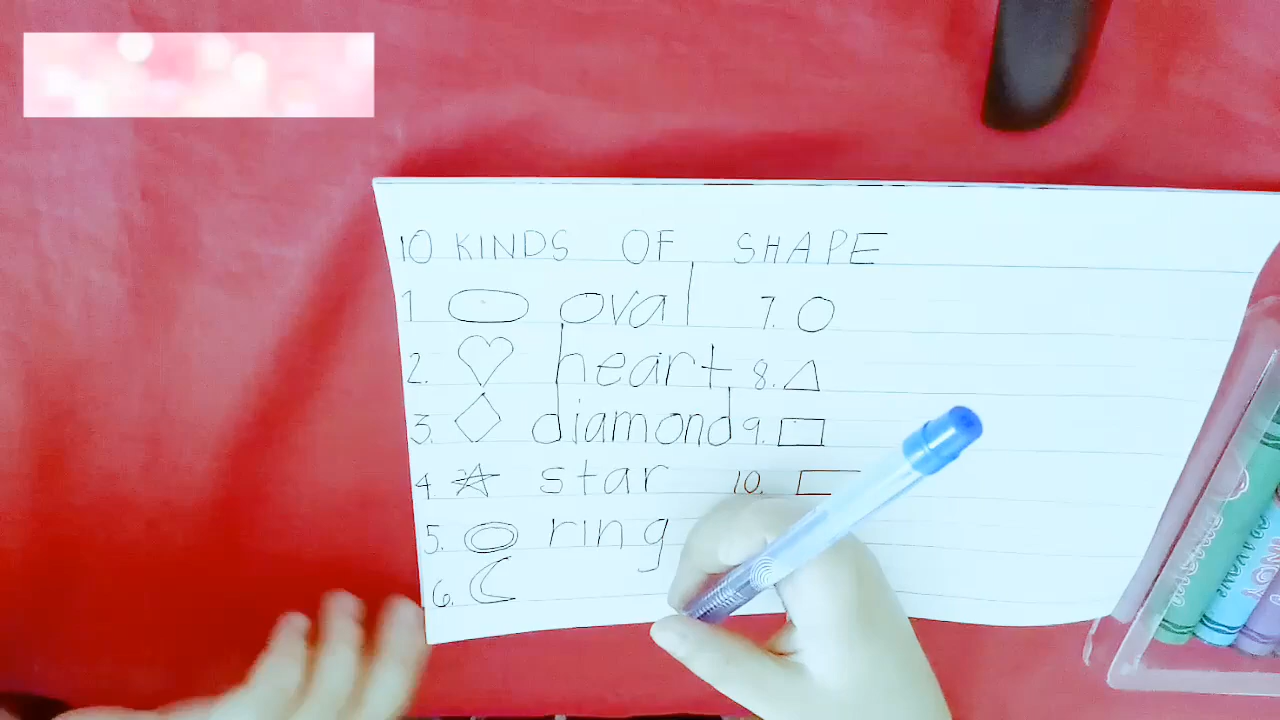 10 KINDS OF SHAPE
1. oval 7.
2. heart 8.
3. diamond 9.
4. star 10.
5. ring
6.